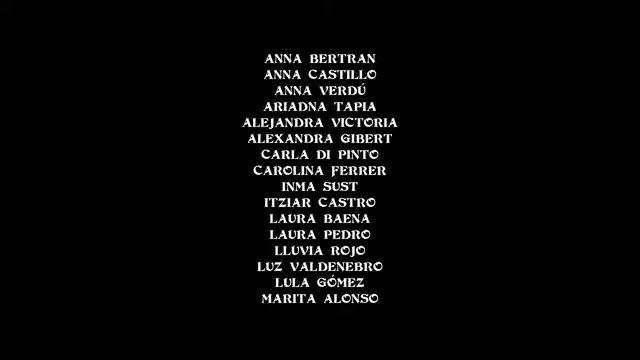 ANNA BERTRAN
ANNA CASTILLO
ANNA VERDÚ
ARIADNA TAPIA
ALEJANDRA VICTORIA
ALEXANDRA GIBERT
CARLA DI PINTO
CAROLINA FERRER
INMA SUST
ITZIAR CASTRO
LAURA BAENA
LAURA PEDRO
LLUVIA ROJO
LUZ VALDENEBRO
LULA GÓMEZ
MARITA ALONSO